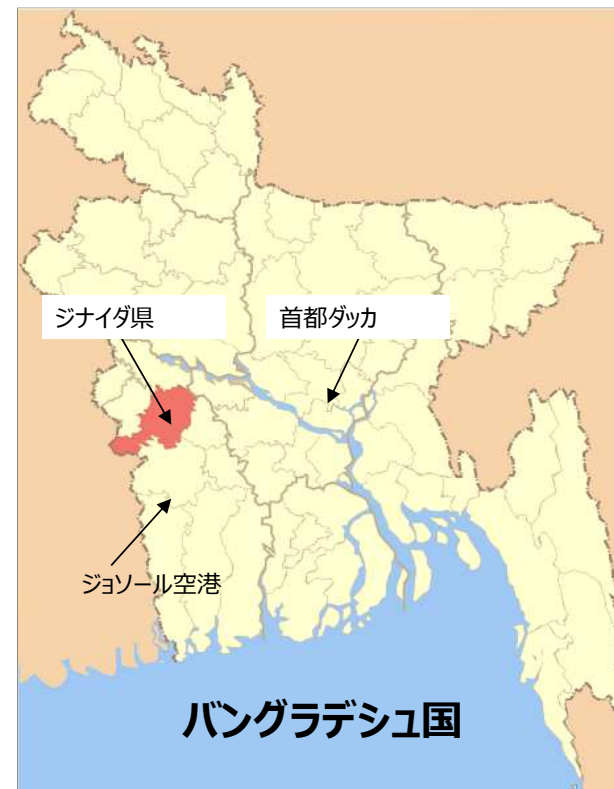 ジナイダ県
首都ダッカ
ジョソール空港
バングラデシュ国